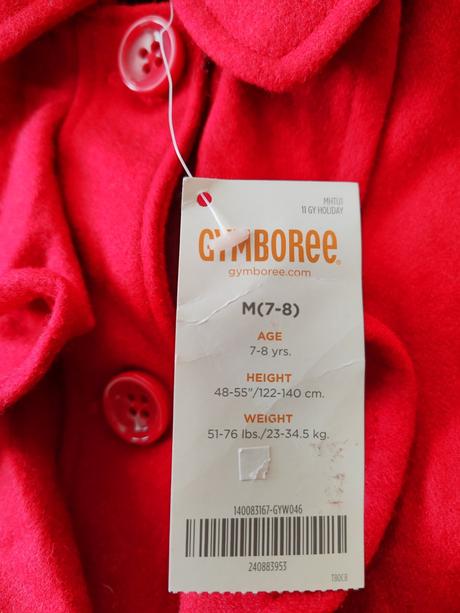 MHTU1
11 GY HOLIDAY
GYMBOREE®
gymboree.com
M(7-8)
AGE
7-8 yrs.
HEIGHT
48-55"/122-140 cm.
WEIGHT
51-76 lbs./23-34.5 kg.
140083167-GYW046
240883953
T80C8